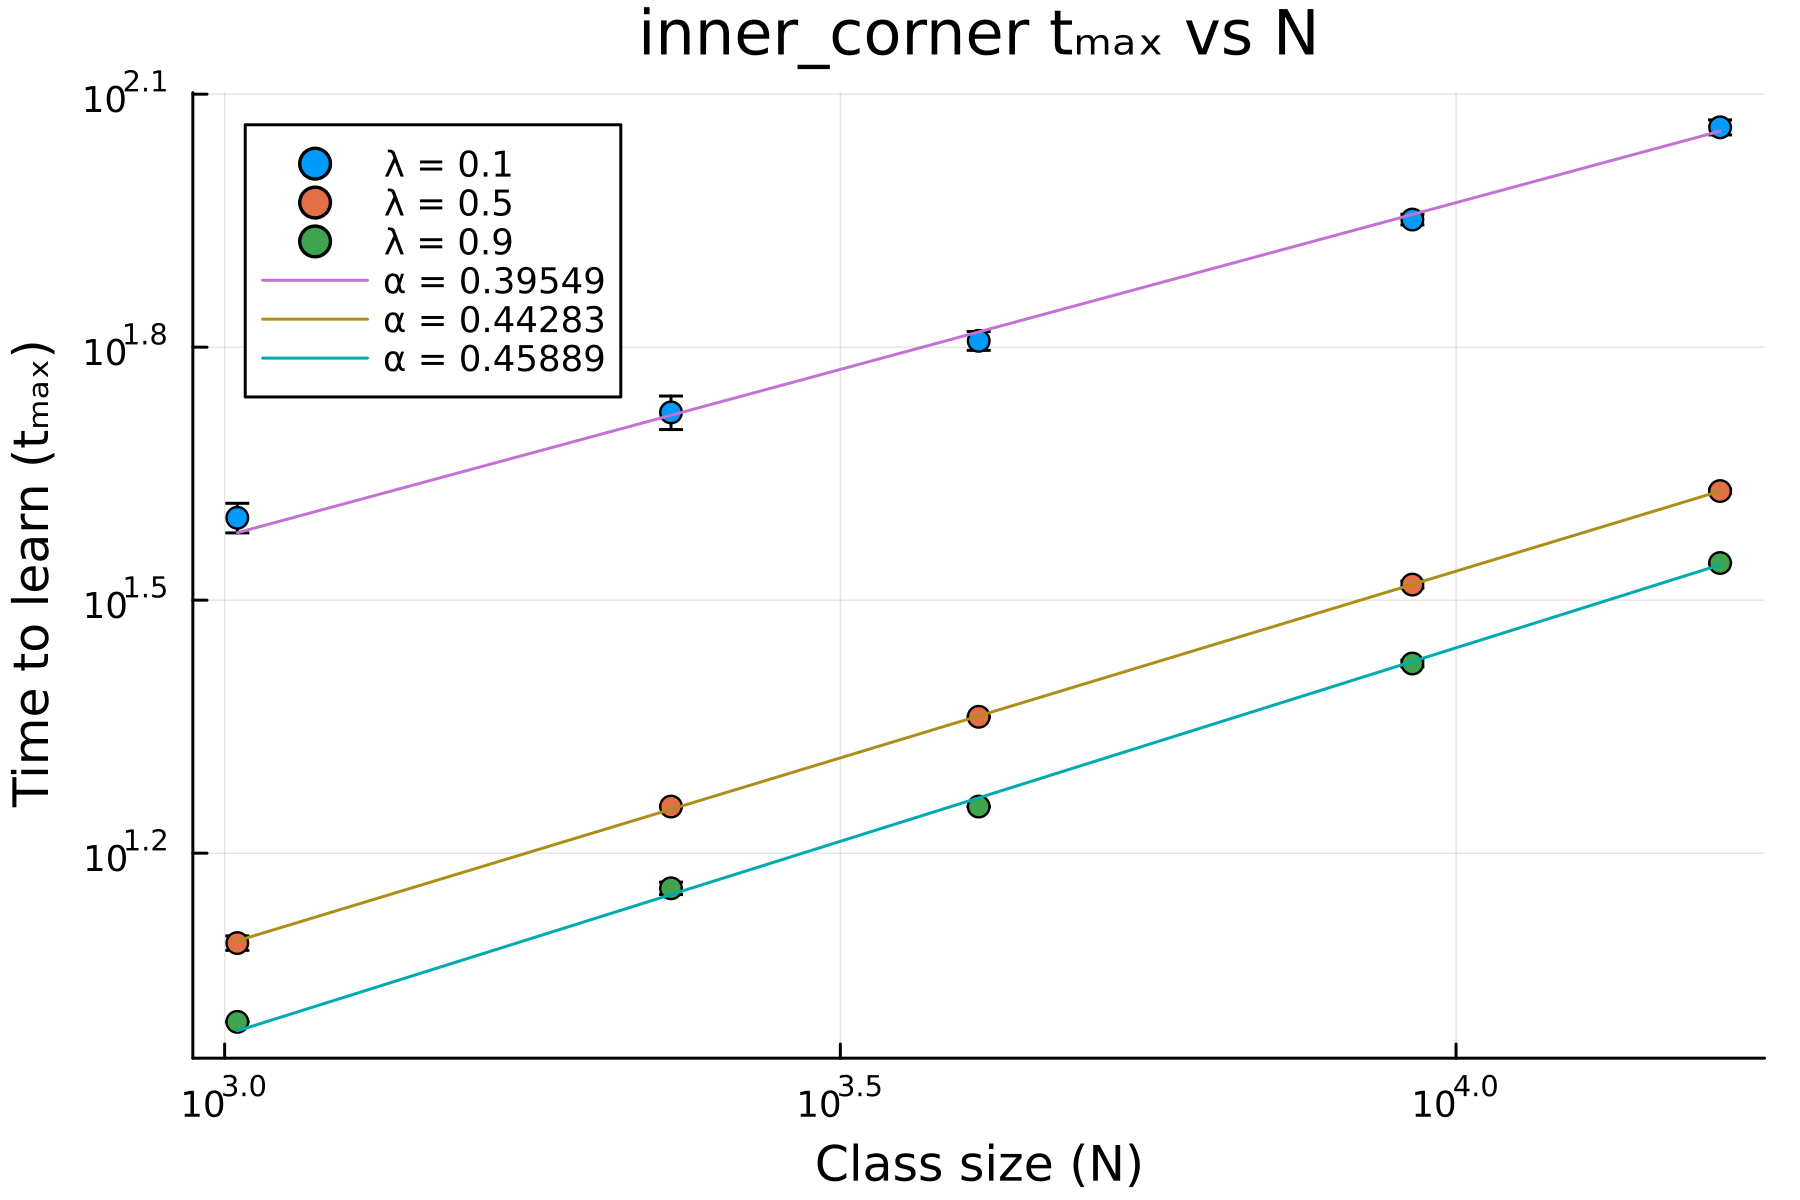 inner_corner tₘₐₓ vs N
10^2.1
10^1.8
10^1.5
10^1.2
Time to learn (tₘₐₓ)
λ = 0.1
λ = 0.5
λ = 0.9
α = 0.39549
α = 0.44283
α = 0.45889
10^3.0
10^3.5
10^4.0
Class size (N)